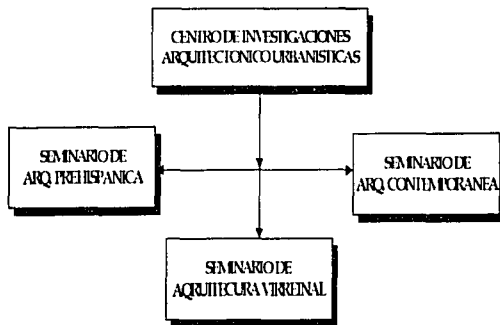 CENTRO DE INVESTIGACIONES
ARQUITECTONICO URBANISTICAS
SEMINARIO DE
ARQ. PREHISPANICA
SEMINARIO DE
ARQ. CONTEMPORANEA
SEMINARIO DE
AQRUITECURA VIRREINAL